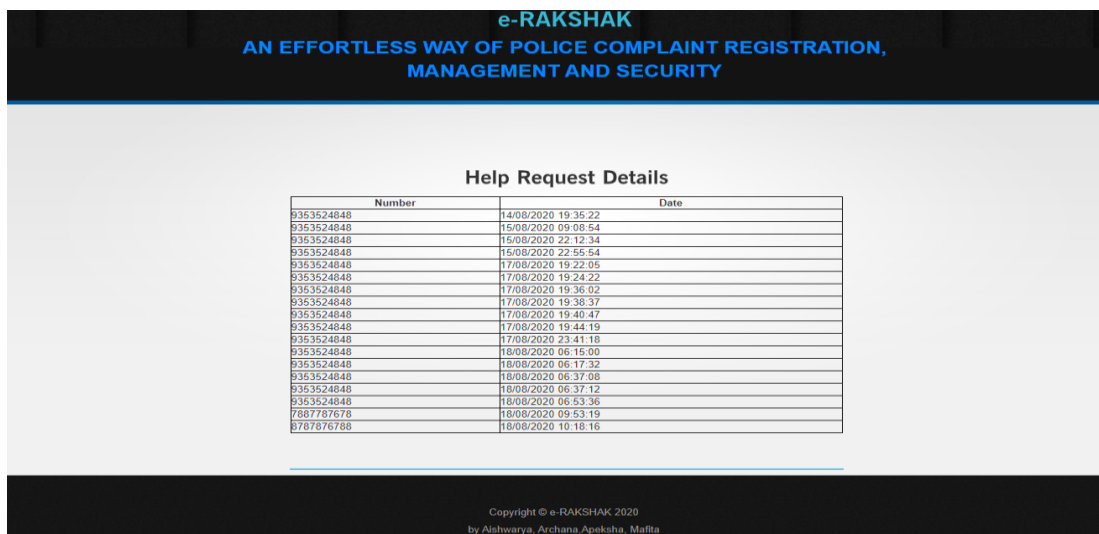 e-RAKSHAK
AN EFFORTLESS WAY OF POLICE COMPLAINT REGISTRATION,
MANAGEMENT AND SECURITY
Help Request Details
Number Date
9353524848 14/08/2020 19:35:22
9353524848 15/08/2020 09:08:54
9353524848 15/08/2020 22:12:34
9353524848 15/08/2020 22:55:54
9353524848 17/08/2020 19:22:05
9353524848 17/08/2020 19:24:22
9353524848 17/08/2020 19:36:02
9353524848 17/08/2020 19:38:37
9353524848 17/08/2020 19:40:47
9353524848 17/08/2020 19:44:19
9353524848 17/08/2020 23:41:18
9353524848 18/08/2020 06:15:00
9353524848 18/08/2020 06:17:32
9353524848 18/08/2020 06:37:08
9353524848 18/08/2020 06:37:12
9353524848 18/08/2020 06:53:36
7887787678 18/08/2020 09:53:19
8787876788 18/08/2020 10:18:16
Copyright © e-RAKSHAK 2020
by Aishwarya, Archana,Apeksha, Mafita